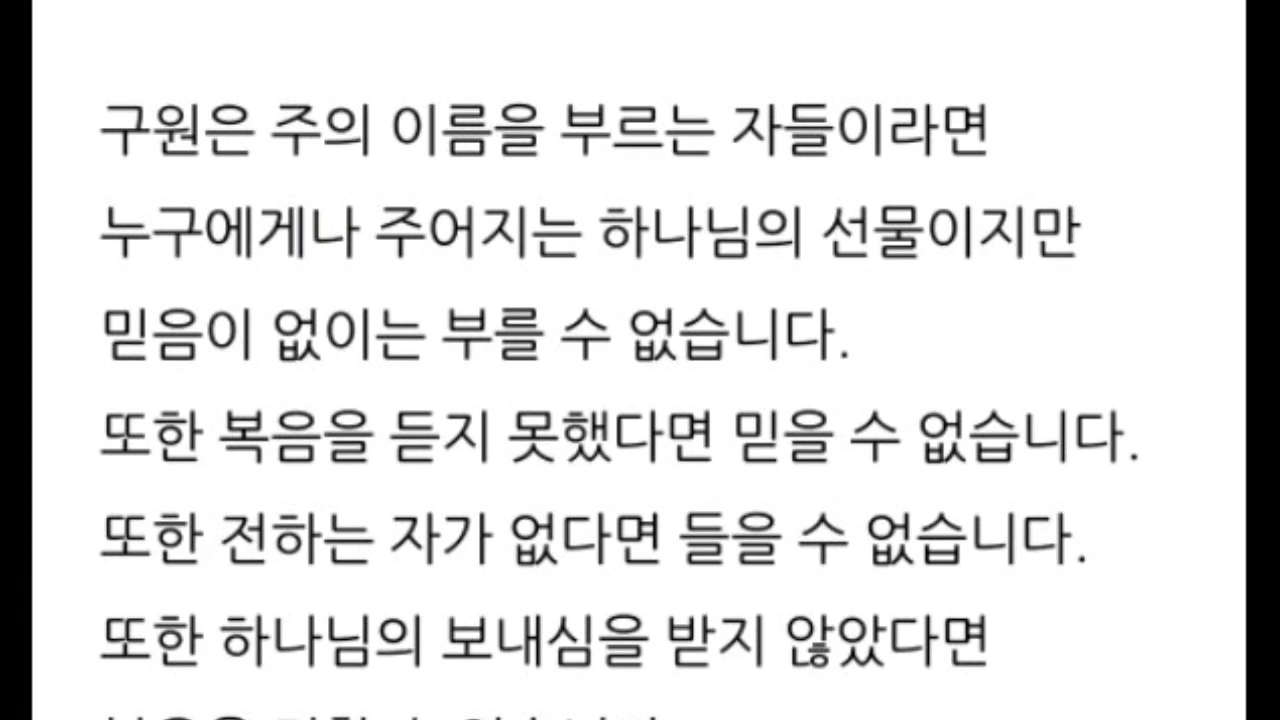 구원은 주의 이름을 부르는 자들이라면
누구에게나 주어지는 하나님의 선물이지만
믿음이 없이는 부를 수 없습니다.
또한 복음을 듣지 못했다면 믿을 수 없습니다.
또한 전하는 자가 없다면 들을 수 없습니다.
또한 하나님의 보내심을 받지 않았다면